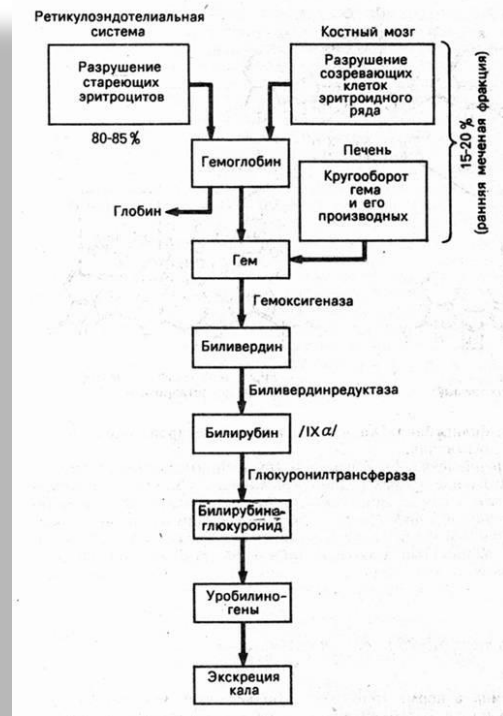 Ретикулоэндотелиальная
система
Разрушение
стареющих
эритроцитов
80-85 %
Костный мозг
Разрушение
созревающих
клеток
эритроидного
ряда
15-20 %
(ранняя меченая фракция)
Гемоглобин
Печень
Кругооборот
гема
и его
производных
Глобин
Гем
Гемоксигеназа
Биливердин
Биливердинредуктаза
Билирубин /IXα/
Глюкуронилтрансфераза
Билирубина-
глюкуронид
Уробилино-
гены
Экскреция
кала